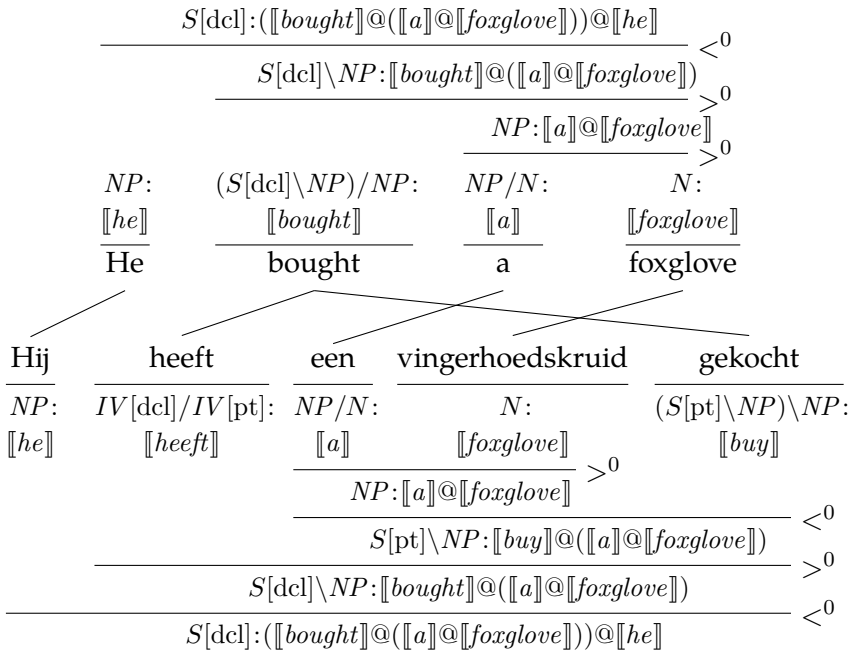 S[dcl]:(⟦bought⟧@(⟦a⟧@⟦foxglove⟧))@⟦he⟧
<⁰
S[dcl]\NP:⟦bought⟧@(⟦a⟧@⟦foxglove⟧)
>⁰
NP:⟦a⟧@⟦foxglove⟧
>⁰
NP: (S[dcl]\NP)/NP: NP/N: N:
⟦he⟧ ⟦bought⟧ ⟦a⟧ ⟦foxglove⟧
He bought a foxglove
Hij heeft een vingerhoedskruid gekocht
NP: IV[dcl]/IV[pt]: NP/N: N: (S[pt]\NP)\NP:
⟦he⟧ ⟦heeft⟧ ⟦a⟧ ⟦foxglove⟧ ⟦buy⟧
>⁰
NP:⟦a⟧@⟦foxglove⟧
<⁰
S[pt]\NP:⟦buy⟧@(⟦a⟧@⟦foxglove⟧)
>⁰
S[dcl]\NP:⟦bought⟧@(⟦a⟧@⟦foxglove⟧)
<⁰
S[dcl]:(⟦bought⟧@(⟦a⟧@⟦foxglove⟧))@⟦he⟧